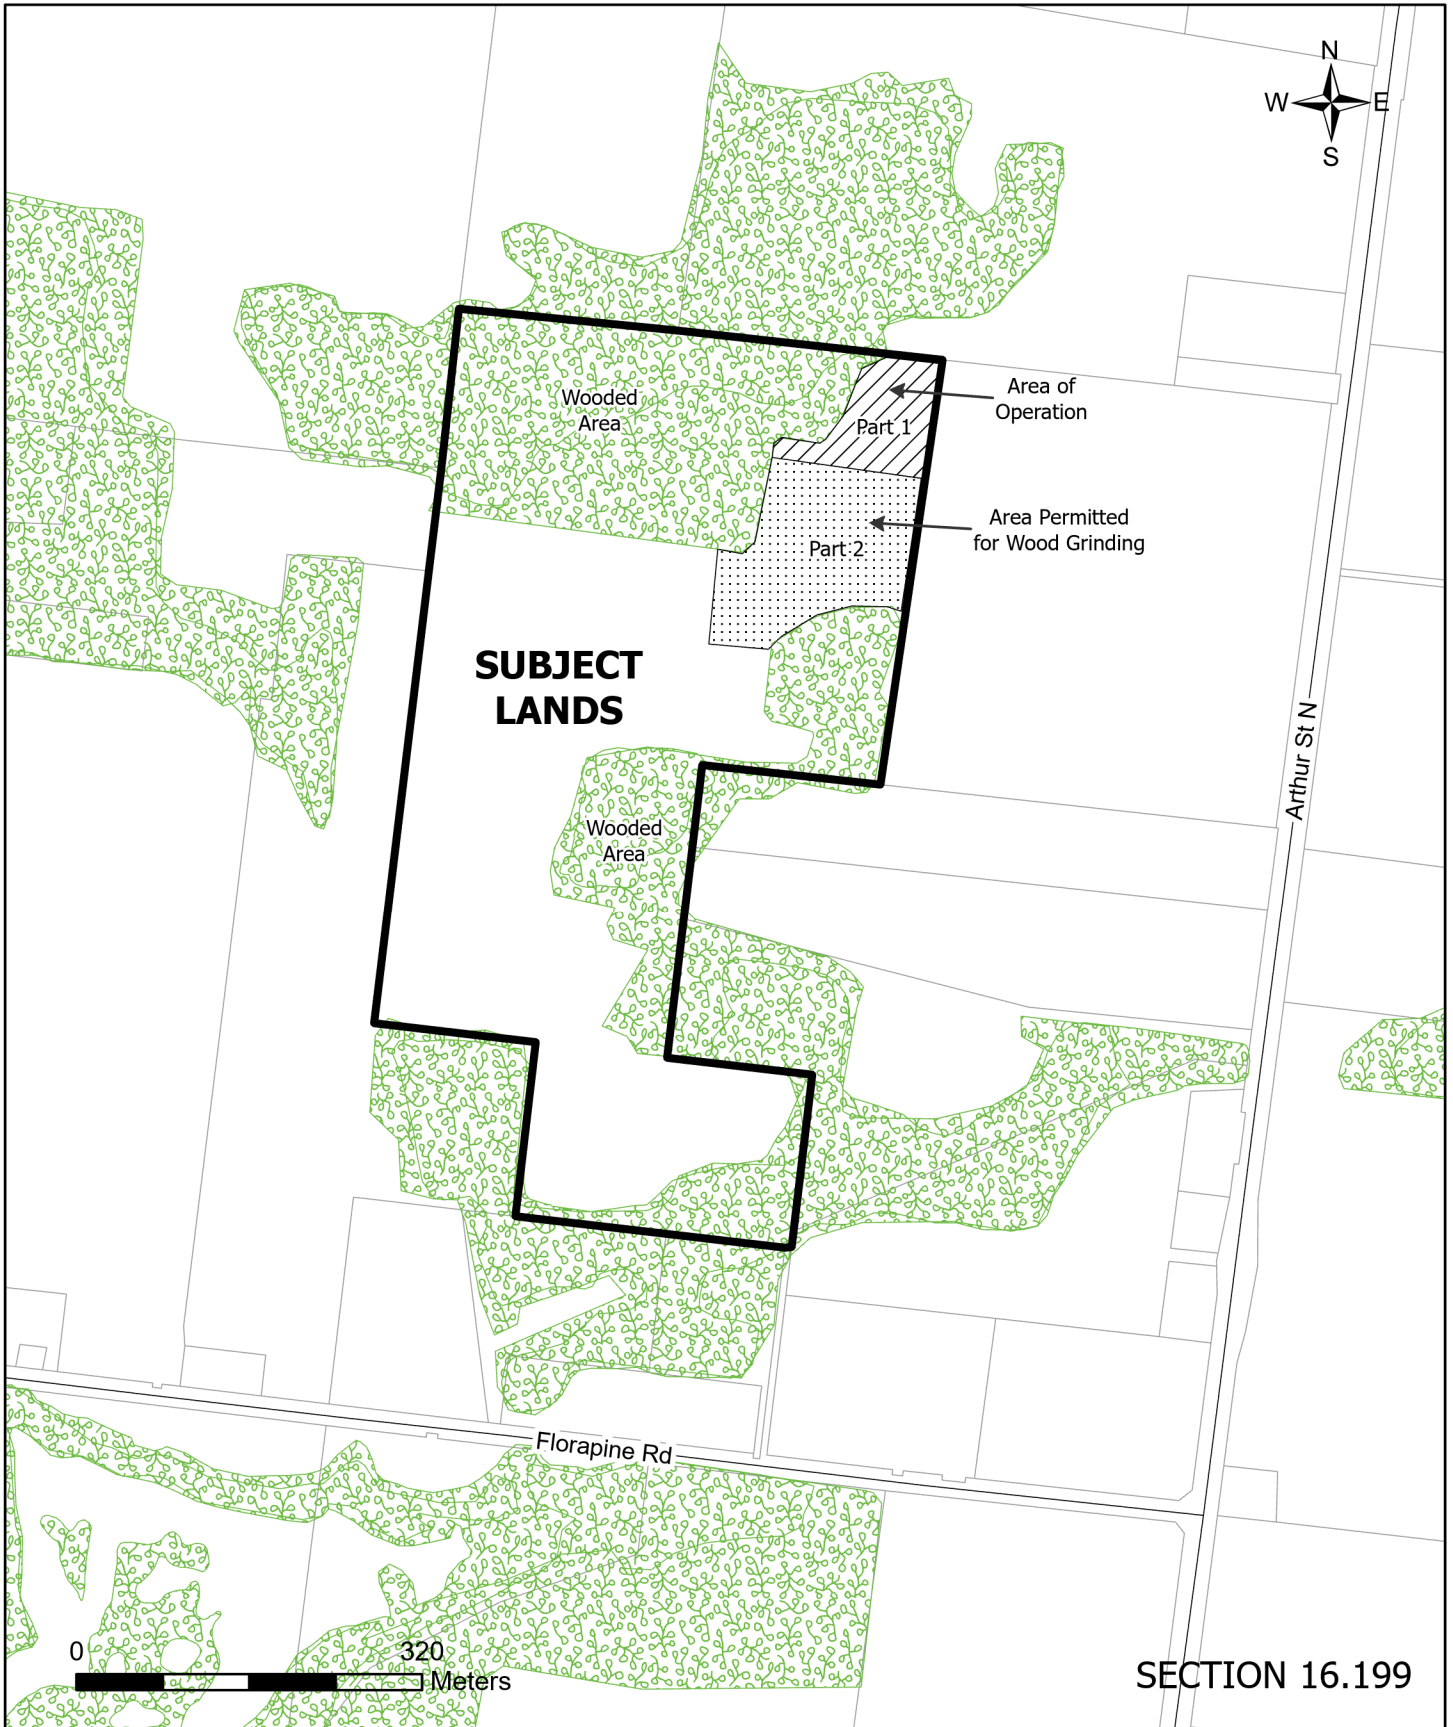 N
W E
S
Wooded
Area
Area of
Operation
Part 1
Area Permitted
for Wood Grinding
Part 2
SUBJECT
LANDS
Arthur St N
Wooded
Area
Florapine Rd
0 320
Meters
SECTION 16.199